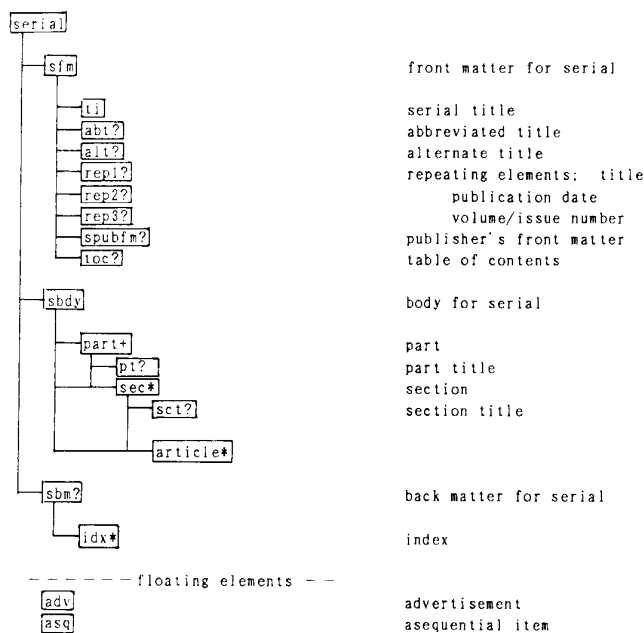 serial
sfm front matter for serial
ti serial title
abt? abbreviated title
alt? alternate title
rep1? repeating elements; title
rep2? publication date
rep3? volume/issue number
spubfm? publisher's front matter
toc? table of contents
sbdy body for serial
part+ part
pt? part title
sec* section
sct? section title
article*
sbm? back matter for serial
idx* index
- - - - - - floating elements - -
adv advertisement
asq asequential item